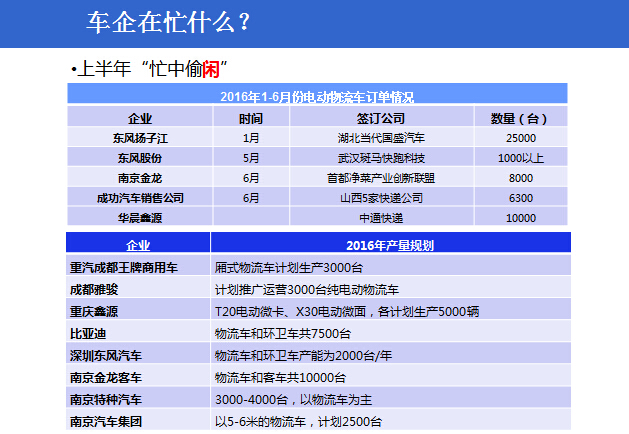 车企在忙什么？
•上半年“忙中偷闲”
2016年1-6月份电动物流车订单情况
企业 时间 签订公司 数量（台）
东风扬子江 1月 湖北当代国盛汽车 25000
东风股份 5月 武汉斑马快跑科技 1000以上
南京金龙 6月 首都净菜产业创新联盟 8000
成功汽车销售公司 6月 山西5家快递公司 6300
华晨鑫源 中通快递 10000
企业 2016年产量规划
重汽成都王牌商用车 厢式物流车计划生产3000台
成都雅骏 计划推广运营3000台纯电动物流车
重庆鑫源 T20电动微卡、X30电动微面，各计划生产5000辆
比亚迪 物流车和环卫车共7500台
深圳东风汽车 物流车和环卫车产能为2000台/年
南京金龙客车 物流车和客车共10000台
南京特种汽车 3000-4000台，以物流车为主
南京汽车集团 以5-6米的物流车，计划2500台